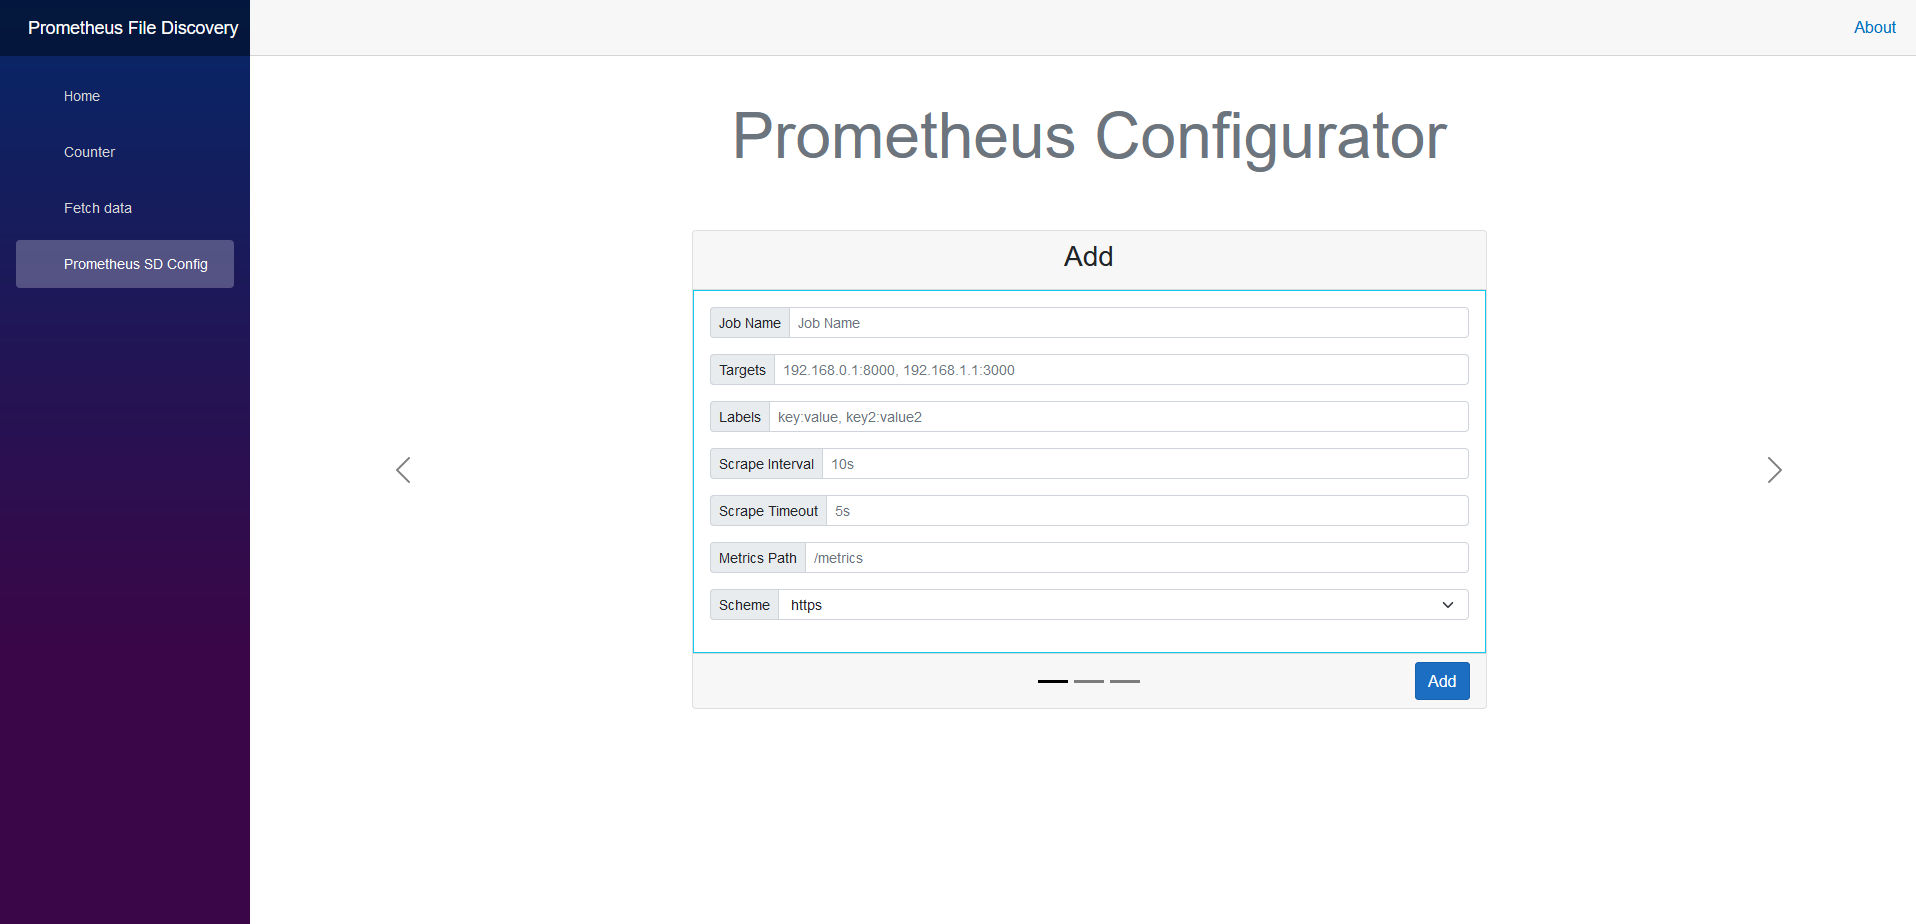 Prometheus File Discovery
About
Home
Counter
Fetch data
Prometheus SD Config
Prometheus Configurator
Add
Job Name Job Name
Targets 192.168.0.1:8000, 192.168.1.1:3000
Labels key:value, key2:value2
Scrape Interval 10s
Scrape Timeout 5s
Metrics Path /metrics
Scheme https
Add